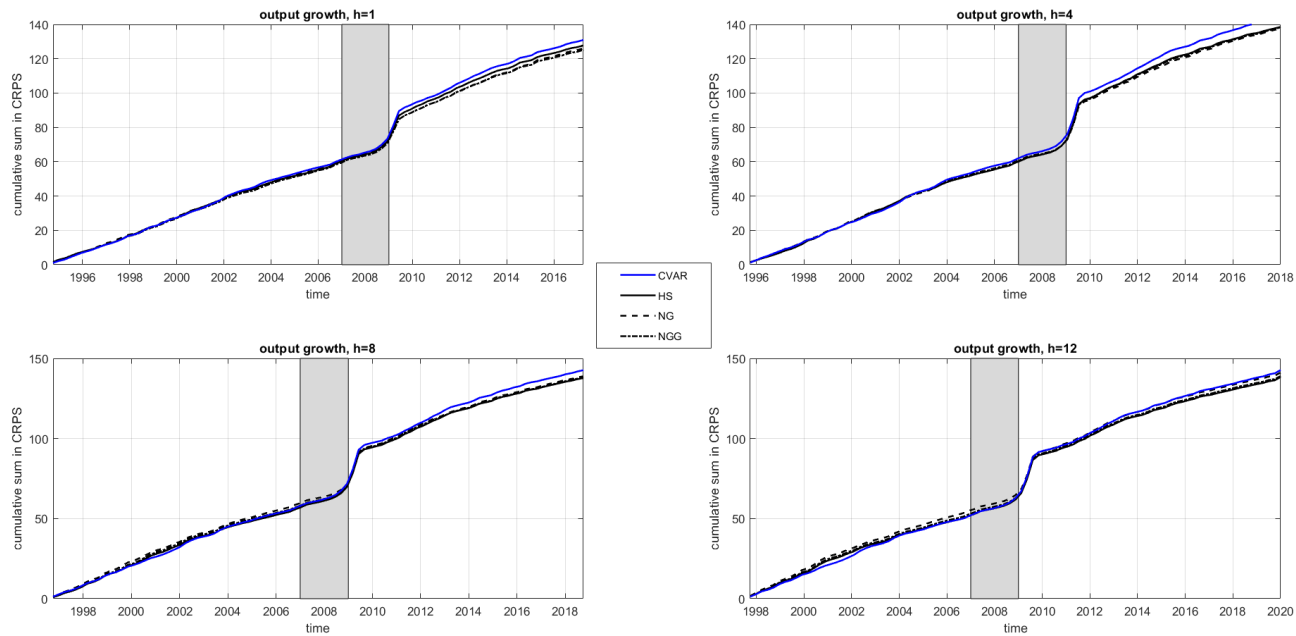 output growth, h=1
cumulative sum in CRPS
140
120
100
80
60
40
20
0
1996 1998 2000 2002 2004 2006 2008 2010 2012 2014 2016
time
output growth, h=4
cumulative sum in CRPS
140
120
100
80
60
40
20
0
1996 1998 2000 2002 2004 2006 2008 2010 2012 2014 2016 2018
time
CVAR
HS
NG
NGG
output growth, h=8
cumulative sum in CRPS
150
100
50
0
1998 2000 2002 2004 2006 2008 2010 2012 2014 2016 2018
time
output growth, h=12
cumulative sum in CRPS
150
100
50
0
1998 2000 2002 2004 2006 2008 2010 2012 2014 2016 2018 2020
time